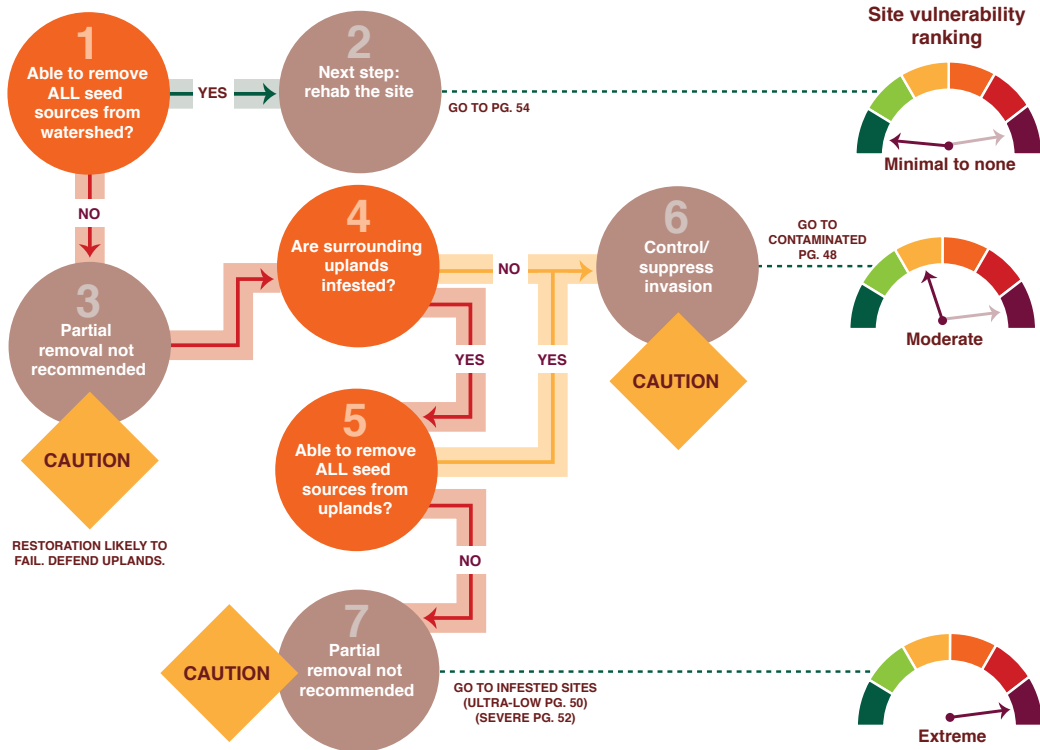 Site vulnerability
ranking
1
Able to remove
ALL seed
sources from
watershed?
YES
2
Next step:
rehab the site
GO TO PG. 54
Minimal to none
NO
3
Partial
removal not
recommended
CAUTION
RESTORATION LIKELY TO
FAIL. DEFEND UPLANDS.
4
Are surrounding
uplands
infested?
NO
YES
6
Control/
suppress
invasion
CAUTION
GO TO
CONTAMINATED
PG. 48
Moderate
5
Able to remove
ALL seed
sources from
uplands?
YES
NO
7
Partial
removal not
recommended
CAUTION
GO TO INFESTED SITES
(ULTRA-LOW PG. 50)
(SEVERE PG. 52)
Extreme